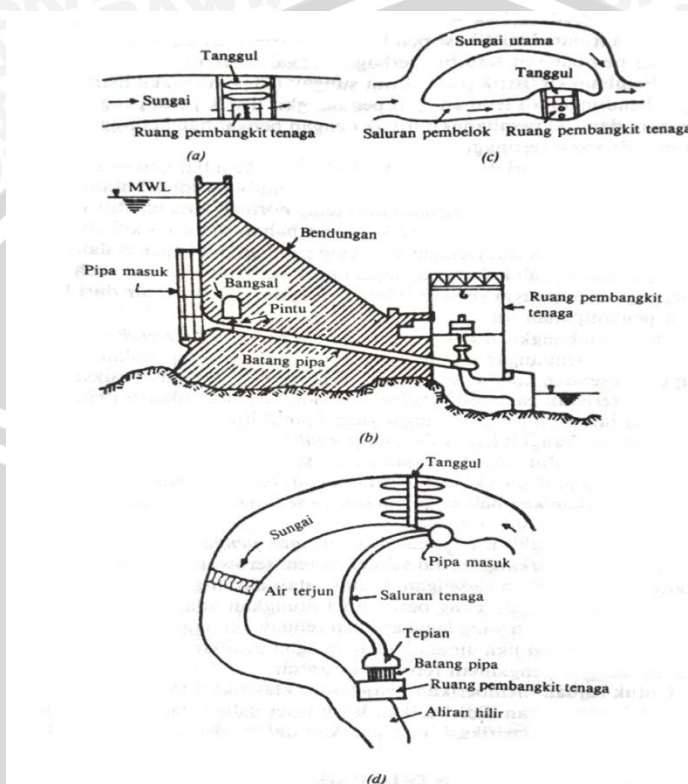 Tanggul
Sungai
Ruang pembangkit tenaga
(a)
Sungai utama
Tanggul
Saluran pembelok
Ruang pembangkit tenaga
(c)
MWL
Bendungan
Pipa masuk
Bangsal
Pintu
Ruang pembangkit
tenaga
Batang pipa
(b)
Tanggul
Sungai
Pipa masuk
Air terjun
Saluran tenaga
Tepian
Batang pipa
Ruang pembangkit tenaga
Aliran hilir
(d)